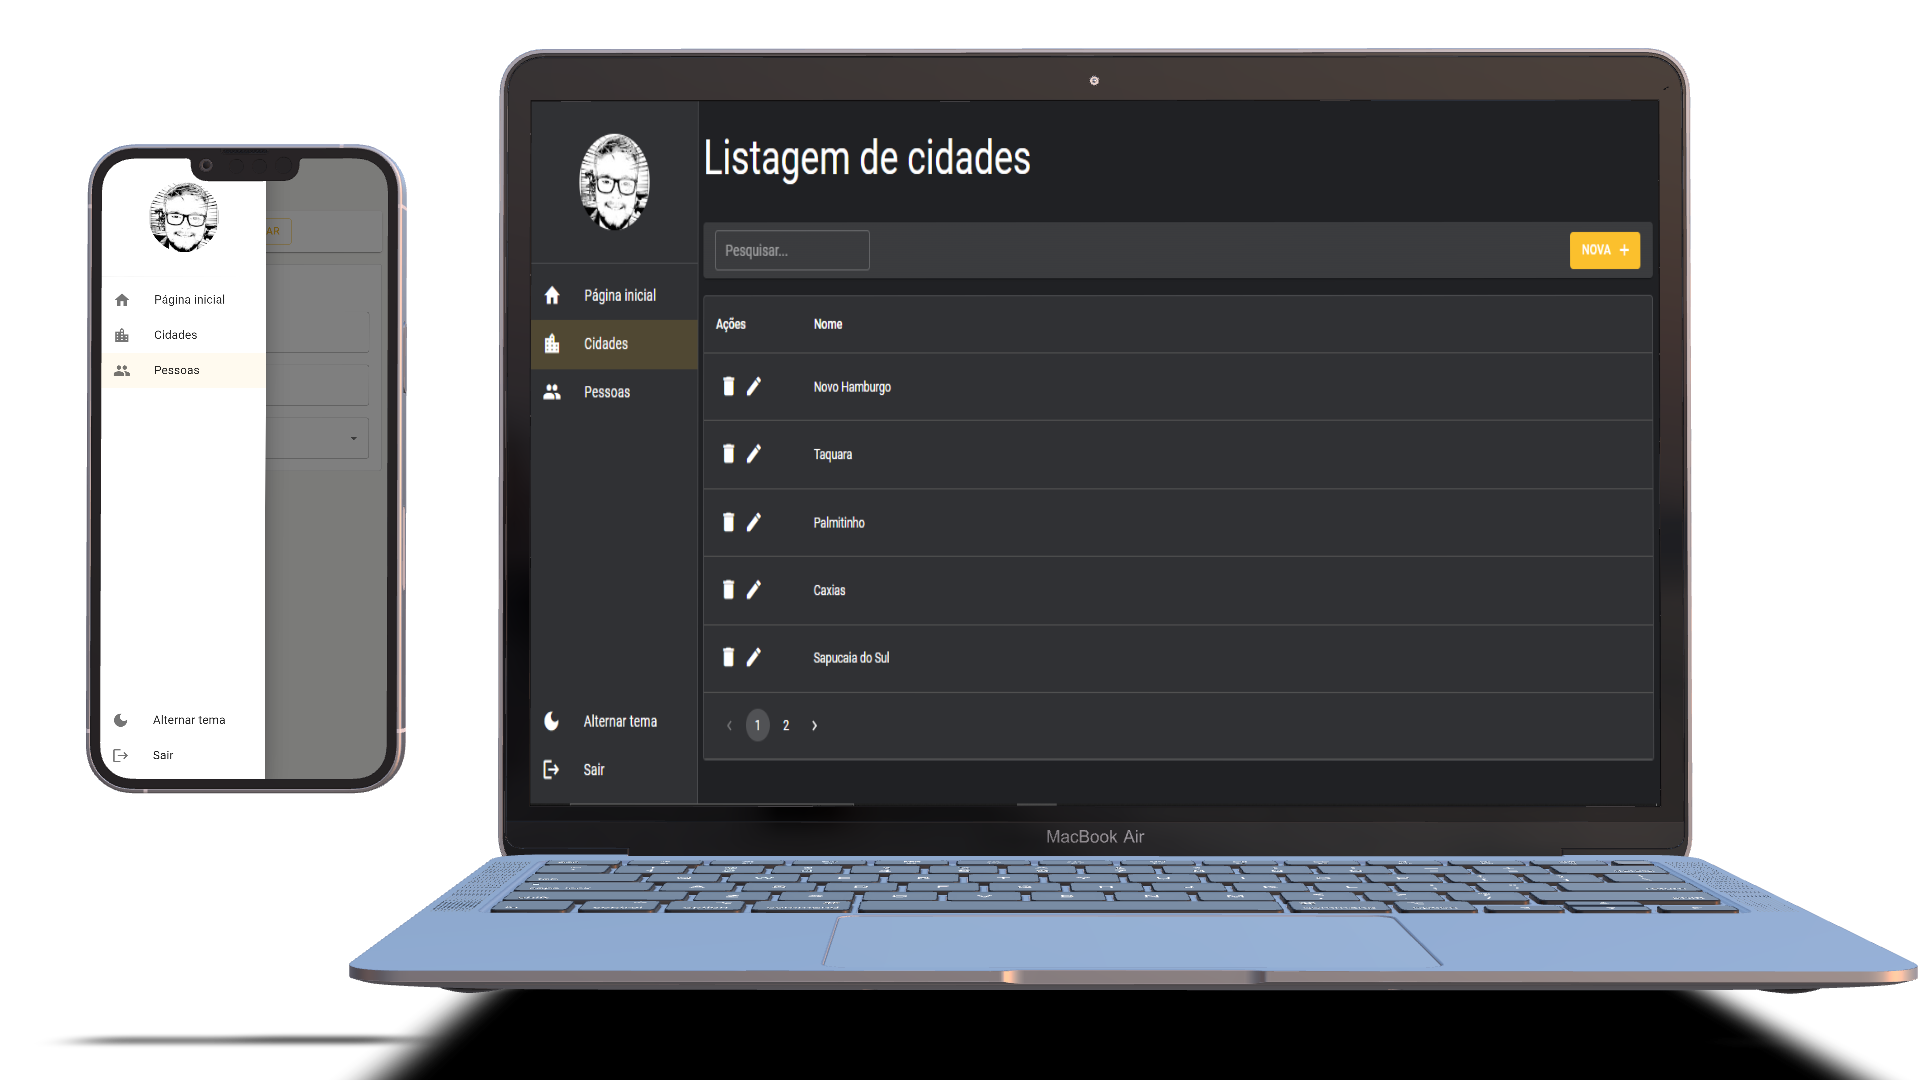 AR
Página inicial
Cidades
Pessoas
Alternar tema
Sair
Listagem de cidades
Pesquisar...
NOVA +
Página inicial
Cidades
Pessoas
Alternar tema
Sair
Ações Nome
Novo Hamburgo
Taquara
Palmitinho
Caxias
Sapucaia do Sul
‹ 1 2 ›
MacBook Air